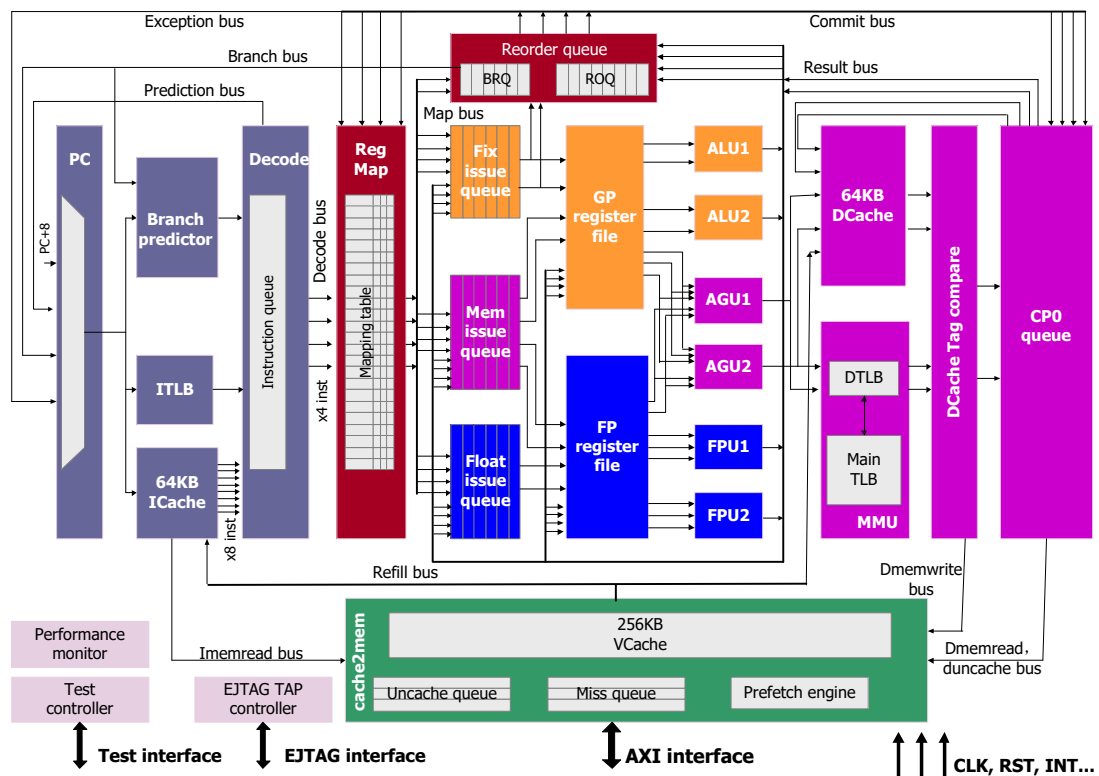 Exception bus
Commit bus
Branch bus
Reorder queue
BRQ
ROQ
Result bus
Prediction bus
Map bus
PC
PC+8
Branch
predictor
ITLB
64KB
ICache
x8 inst
Decode
Instruction queue
Decode bus
x4 inst
Reg
Map
Mapping table
Fix
issue
queue
Mem
issue
queue
Float
issue
queue
GP
register
file
FP
register
file
ALU1
ALU2
AGU1
AGU2
FPU1
FPU2
64KB
DCache
DTLB
Main
TLB
MMU
DCache Tag compare
CP0
queue
Refill bus
Dmemwrite
bus
Imemread bus
Dmemread，
duncache bus
cache2mem
256KB
VCache
Uncache queue
Miss queue
Prefetch engine
Performance
monitor
Test
controller
EJTAG TAP
controller
Test interface
EJTAG interface
AXI interface
CLK, RST, INT...